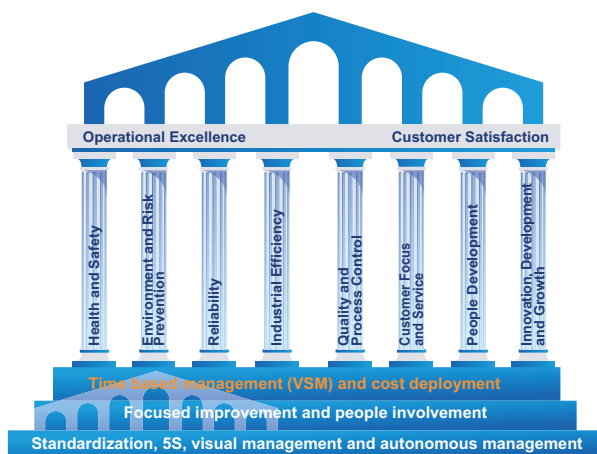 Operational Excellence
Customer Satisfaction
Health and Safety
Environment and Risk
Prevention
Reliability
Industrial Efficiency
Quality and
Process Control
Customer Focus
and Service
People Development
Innovation, Development
and Growth
Time based management (VSM) and cost deployment
Focused improvement and people involvement
Standardization, 5S, visual management and autonomous management